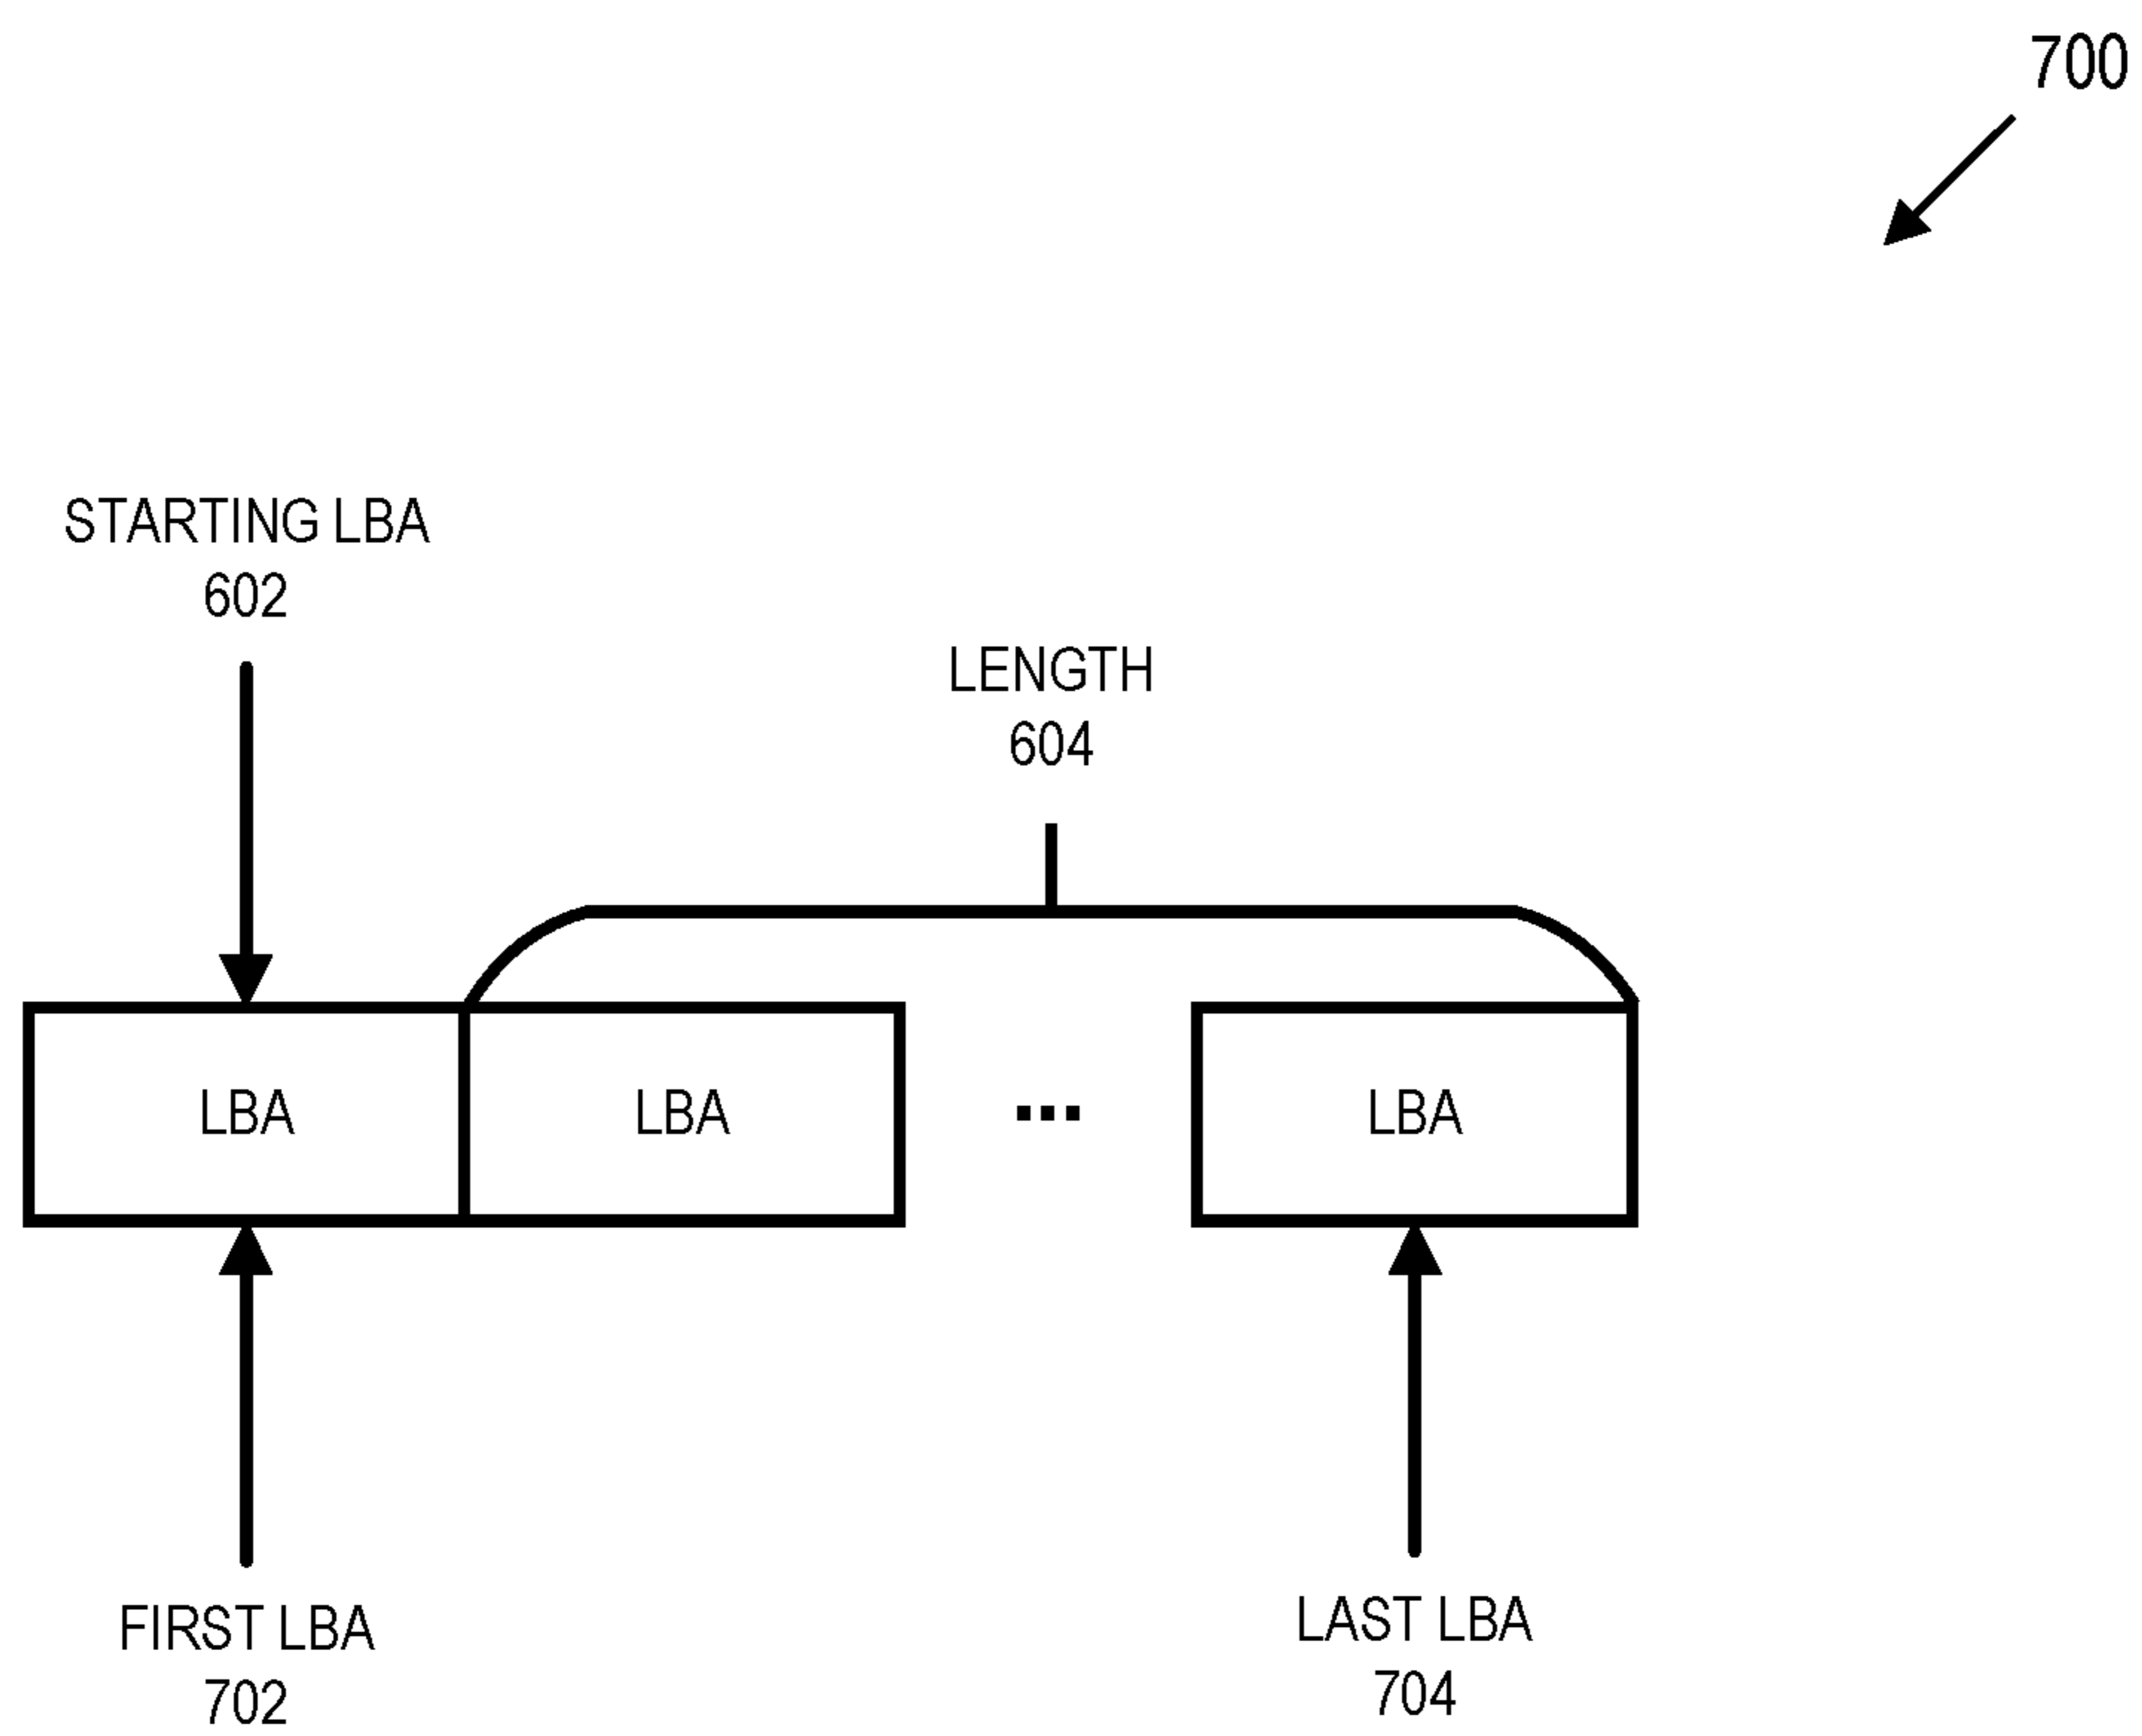 700
STARTING LBA
602
LENGTH
604
LBA
LBA
...
LBA
FIRST LBA
702
LAST LBA
704